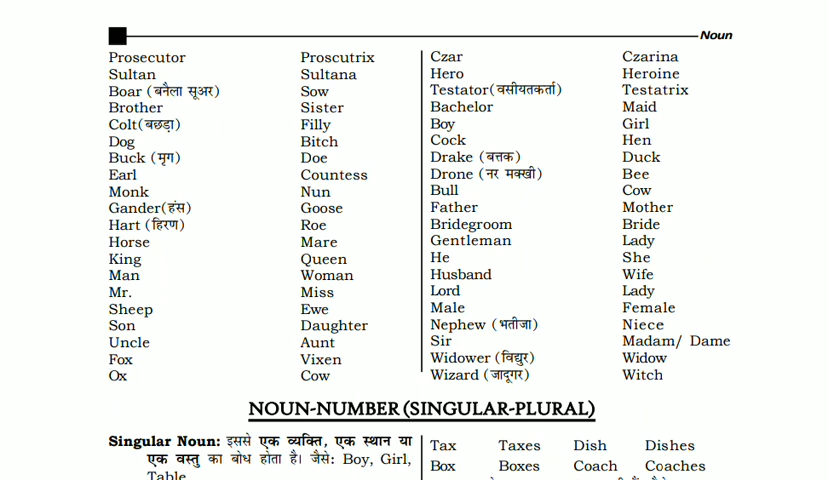 Noun
Prosecutor Proscutrix
Sultan Sultana
Boar (बनैला सूअर) Sow
Brother Sister
Colt(बछड़ा) Filly
Dog Bitch
Buck (मृग) Doe
Earl Countess
Monk Nun
Gander(हंस) Goose
Hart (हिरण) Roe
Horse Mare
King Queen
Man Woman
Mr. Miss
Sheep Ewe
Son Daughter
Uncle Aunt
Fox Vixen
Ox Cow
Czar Czarina
Hero Heroine
Testator(वसीयतकर्ता) Testatrix
Bachelor Maid
Boy Girl
Cock Hen
Drake (बत्तक) Duck
Drone (नर मक्खी) Bee
Bull Cow
Father Mother
Bridegroom Bride
Gentleman Lady
He She
Husband Wife
Lord Lady
Male Female
Nephew (भतीजा) Niece
Sir Madam/ Dame
Widower (विद्युर) Widow
Wizard (जादूगर) Witch
NOUN-NUMBER (SINGULAR-PLURAL)
Singular Noun: इससे एक व्यक्ति, एक स्थान या
एक वस्तु का बोध होता है। जैसे: Boy, Girl,
Table
Tax Taxes Dish Dishes
Box Boxes Coach Coaches